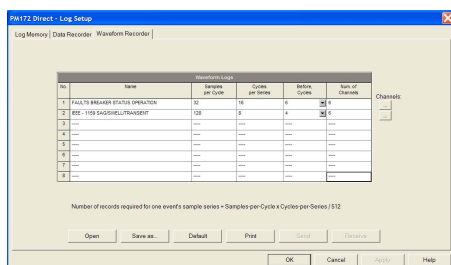 PM172 Direct - Log Setup
Log Memory Data Recorder Waveform Recorder
Waveform Logs
No. Name Samples per Cycle Cycles per Series Before, Cycles Num. of Channels Channels:
1 FAULTS BREAKER STATUS OPERATION 32 16 6 6 ...
2 IEEE - 1159 SAG/SWELL/TRANSIENT 128 8 4 6 ...
3 ---- ---- ---- ---- ----
4 ---- ---- ---- ---- ----
5 ---- ---- ---- ---- ----
6 ---- ---- ---- ---- ----
7 ---- ---- ---- ---- ----
8 ---- ---- ---- ---- ----
Number of records required for one event's sample series = Samples-per-Cycle x Cycles-per-Series / 512
Open Save as... Default Print Send Receive
OK Cancel Apply Help